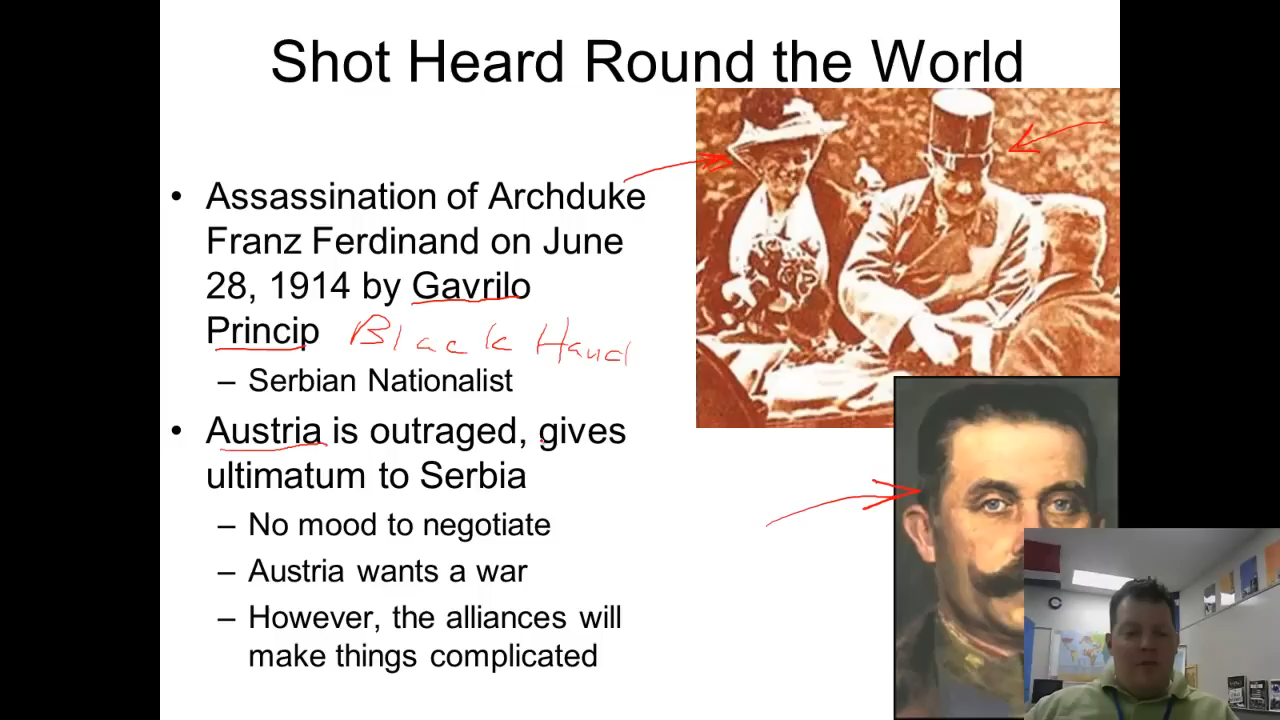 Shot Heard Round the World
• Assassination of Archduke
Franz Ferdinand on June
28, 1914 by Gavrilo
Princip Black Hand
– Serbian Nationalist
• Austria is outraged, gives
ultimatum to Serbia
– No mood to negotiate
– Austria wants a war
– However, the alliances will
make things complicated